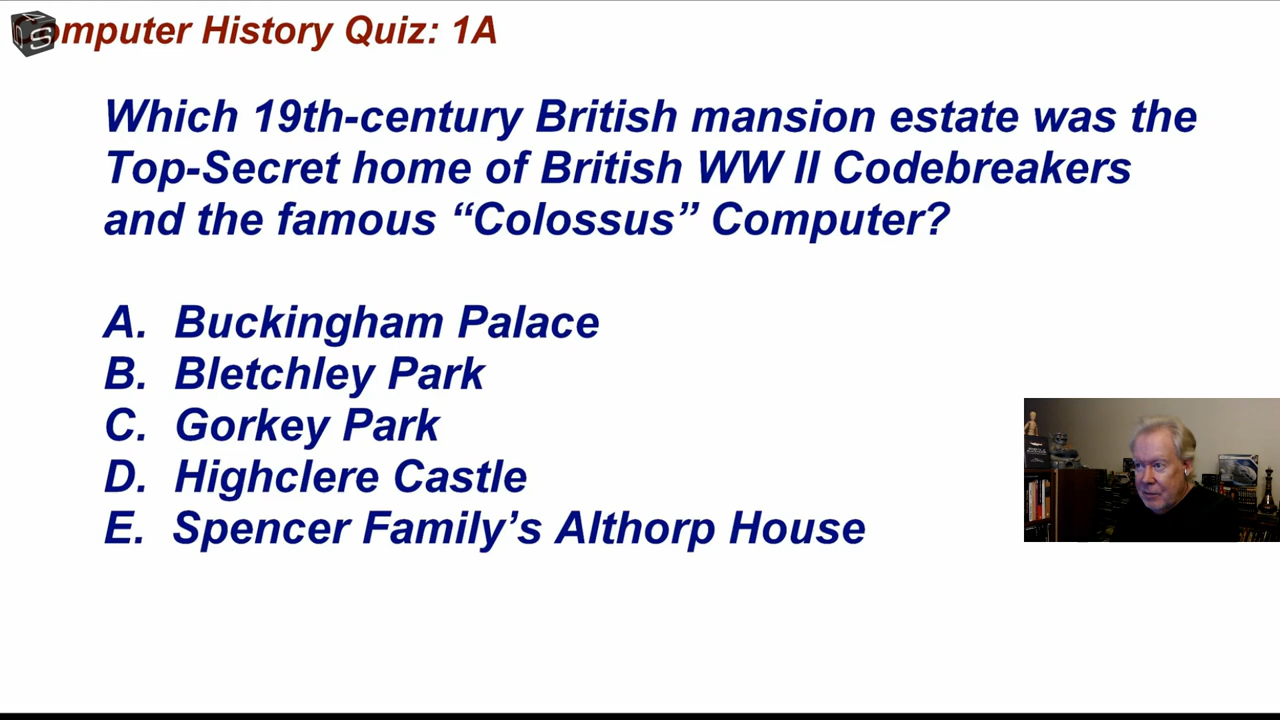 Computer History Quiz: 1A
Which 19th-century British mansion estate was the
Top-Secret home of British WW II Codebreakers
and the famous “Colossus” Computer?
A. Buckingham Palace
B. Bletchley Park
C. Gorkey Park
D. Highclere Castle
E. Spencer Family’s Althorp House